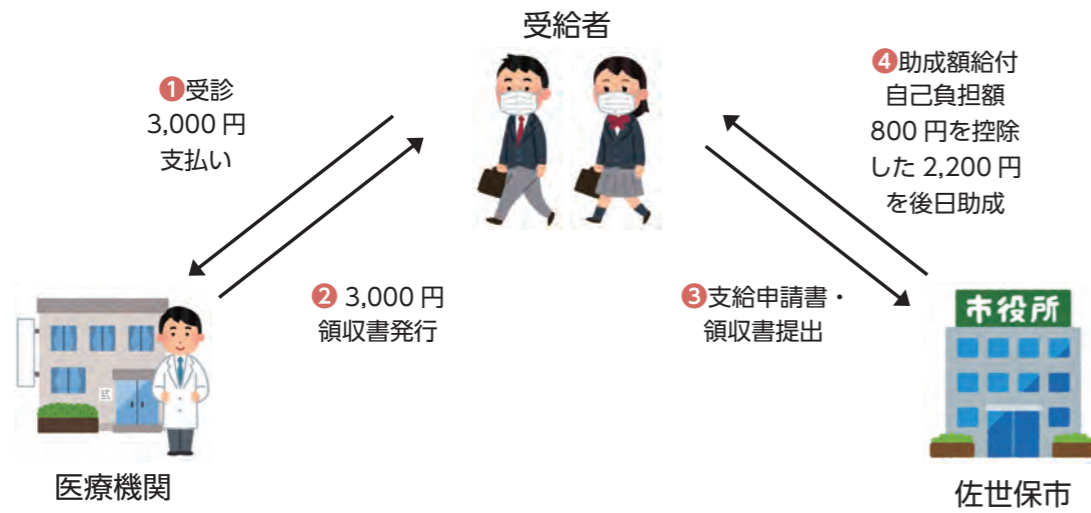 受給者
❶受診
3,000 円
支払い
❹助成額給付
自己負担額
800 円を控除
した 2,200 円
を後日助成
❷ 3,000 円
領収書発行
❸支給申請書・
領収書提出
市役所
医療機関
佐世保市